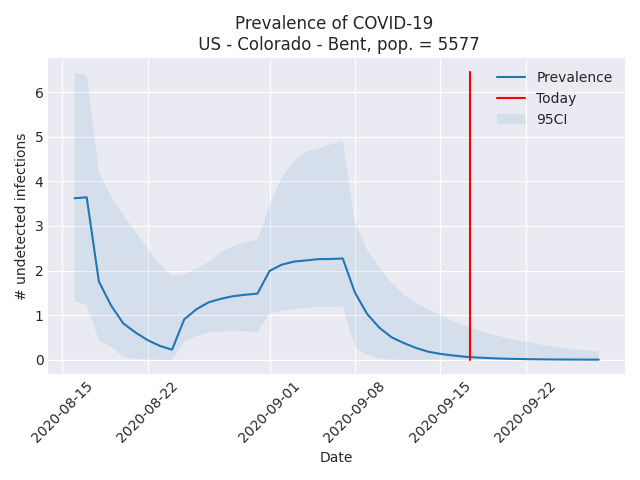 Prevalence of COVID-19
US - Colorado - Bent, pop. = 5577
Prevalence
Today
95CI
# undetected infections
6
5
4
3
2
1
0
2020-08-15
2020-08-22
2020-09-01
2020-09-08
2020-09-15
2020-09-22
Date